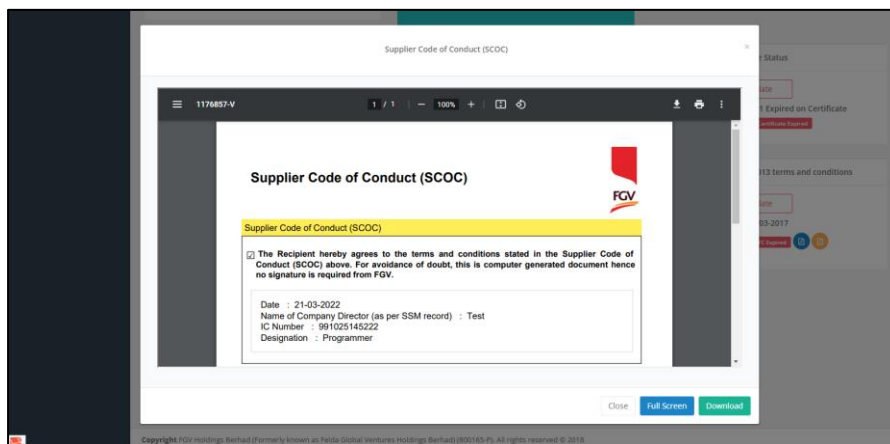 Supplier Code of Conduct (SCOC)
×
Status
1176857-V
1 / 1
100%
Expired on Certificate
Certificate Expired
terms and conditions
03-2017
Expired
Supplier Code of Conduct (SCOC)
FGV
Supplier Code of Conduct (SCOC)
The Recipient hereby agrees to the terms and conditions stated in the Supplier Code of
Conduct (SCOC) above. For avoidance of doubt, this is computer generated document hence
no signature is required from FGV.
Date : 21-03-2022
Name of Company Director (as per SSM record) : Test
IC Number : 991025145222
Designation : Programmer
Close
Full Screen
Download
Copyright FGV Holdings Berhad (Formerly known as Felda Global Ventures Holdings Berhad) (800165-P). All rights reserved © 2018